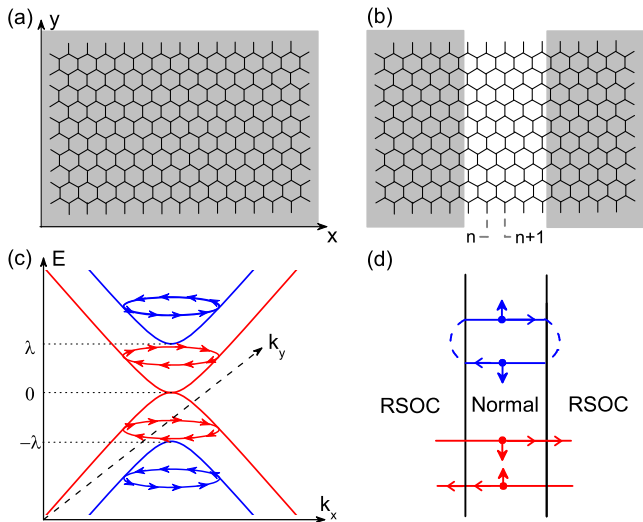 (a)
y
x
(b)
n
n+1
(c)
E
λ
0
−λ
k_y
k_x
(d)
RSOC
Normal
RSOC